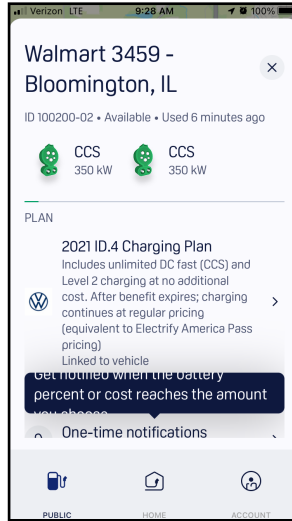 Verizon LTE 9:28 AM 100%
Walmart 3459 -
Bloomington, IL
ID 100200-02 • Available • Used 6 minutes ago
CCS
350 kW
CCS
350 kW
PLAN
2021 ID.4 Charging Plan
Includes unlimited DC fast (CCS) and
Level 2 charging at no additional
cost. After benefit expires; charging
continues at regular pricing
(equivalent to Electrify America Pass
pricing)
Linked to vehicle
Get notified when the battery
percent or cost reaches the amount
you choose
One-time notifications
PUBLIC
HOME
ACCOUNT